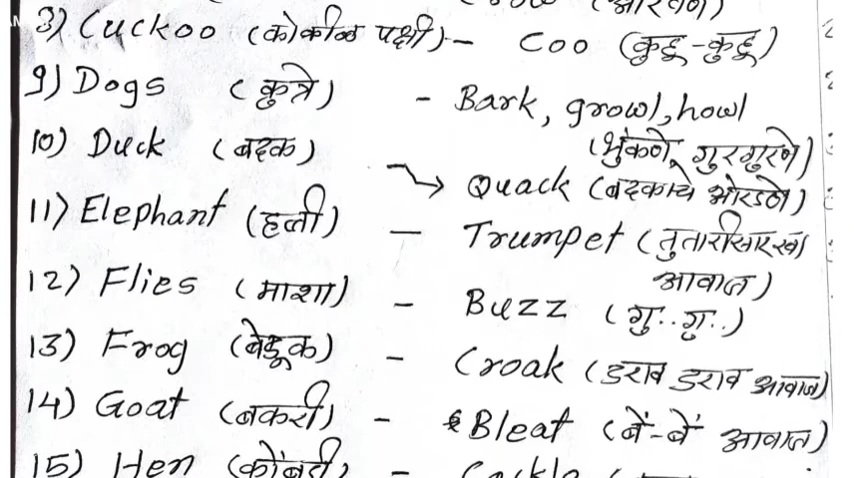 8) Cuckoo (कोकीळ पक्षी) - Coo (कुहू-कुहू)
9) Dogs (कुत्रे) - Bark, growl, howl
(भुंकणे, गुरगुरणे)
10) Duck (बदक) → Quack (बदकाचे ओरडणे)
11) Elephant (हत्ती) - Trumpet (तुतारीसारखा
आवाज)
12) Flies (माशा) - Buzz (गु..गु..)
13) Frog (बेडूक) - Croak (डराव डराव आवाज)
14) Goat (बकरी) - Bleat (बें-बें आवाज)
15) Hen (कोंबडी) - Cackle